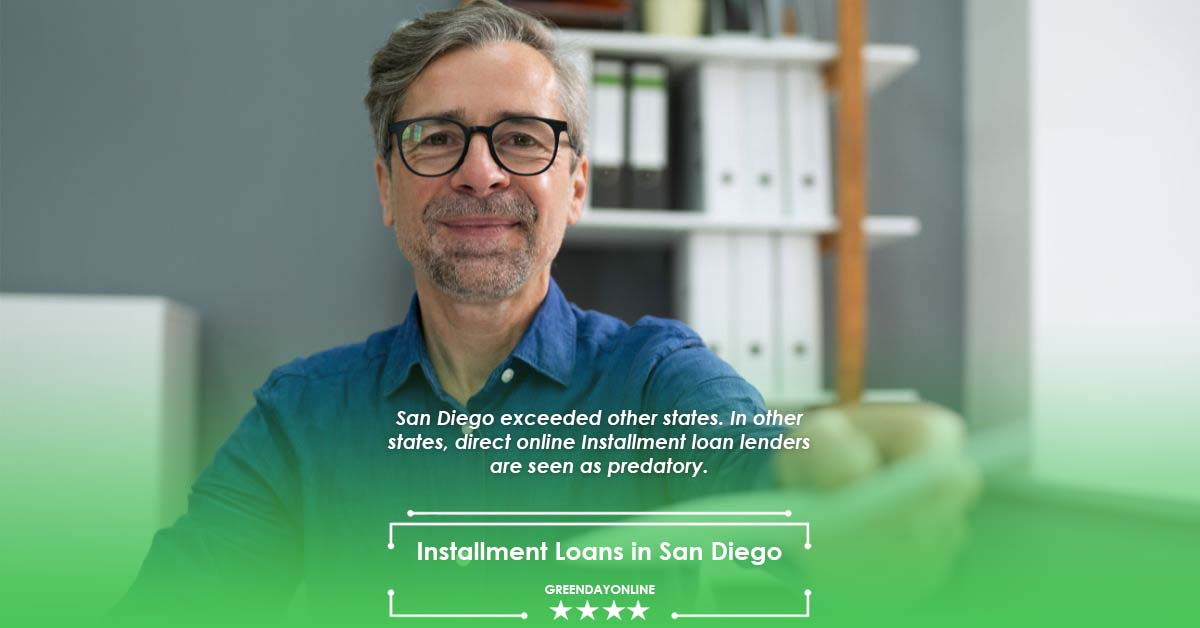 San Diego exceeded other states. In other
states, direct online Installment loan lenders
are seen as predatory.
Installment Loans in San Diego
GREENDAYONLINE